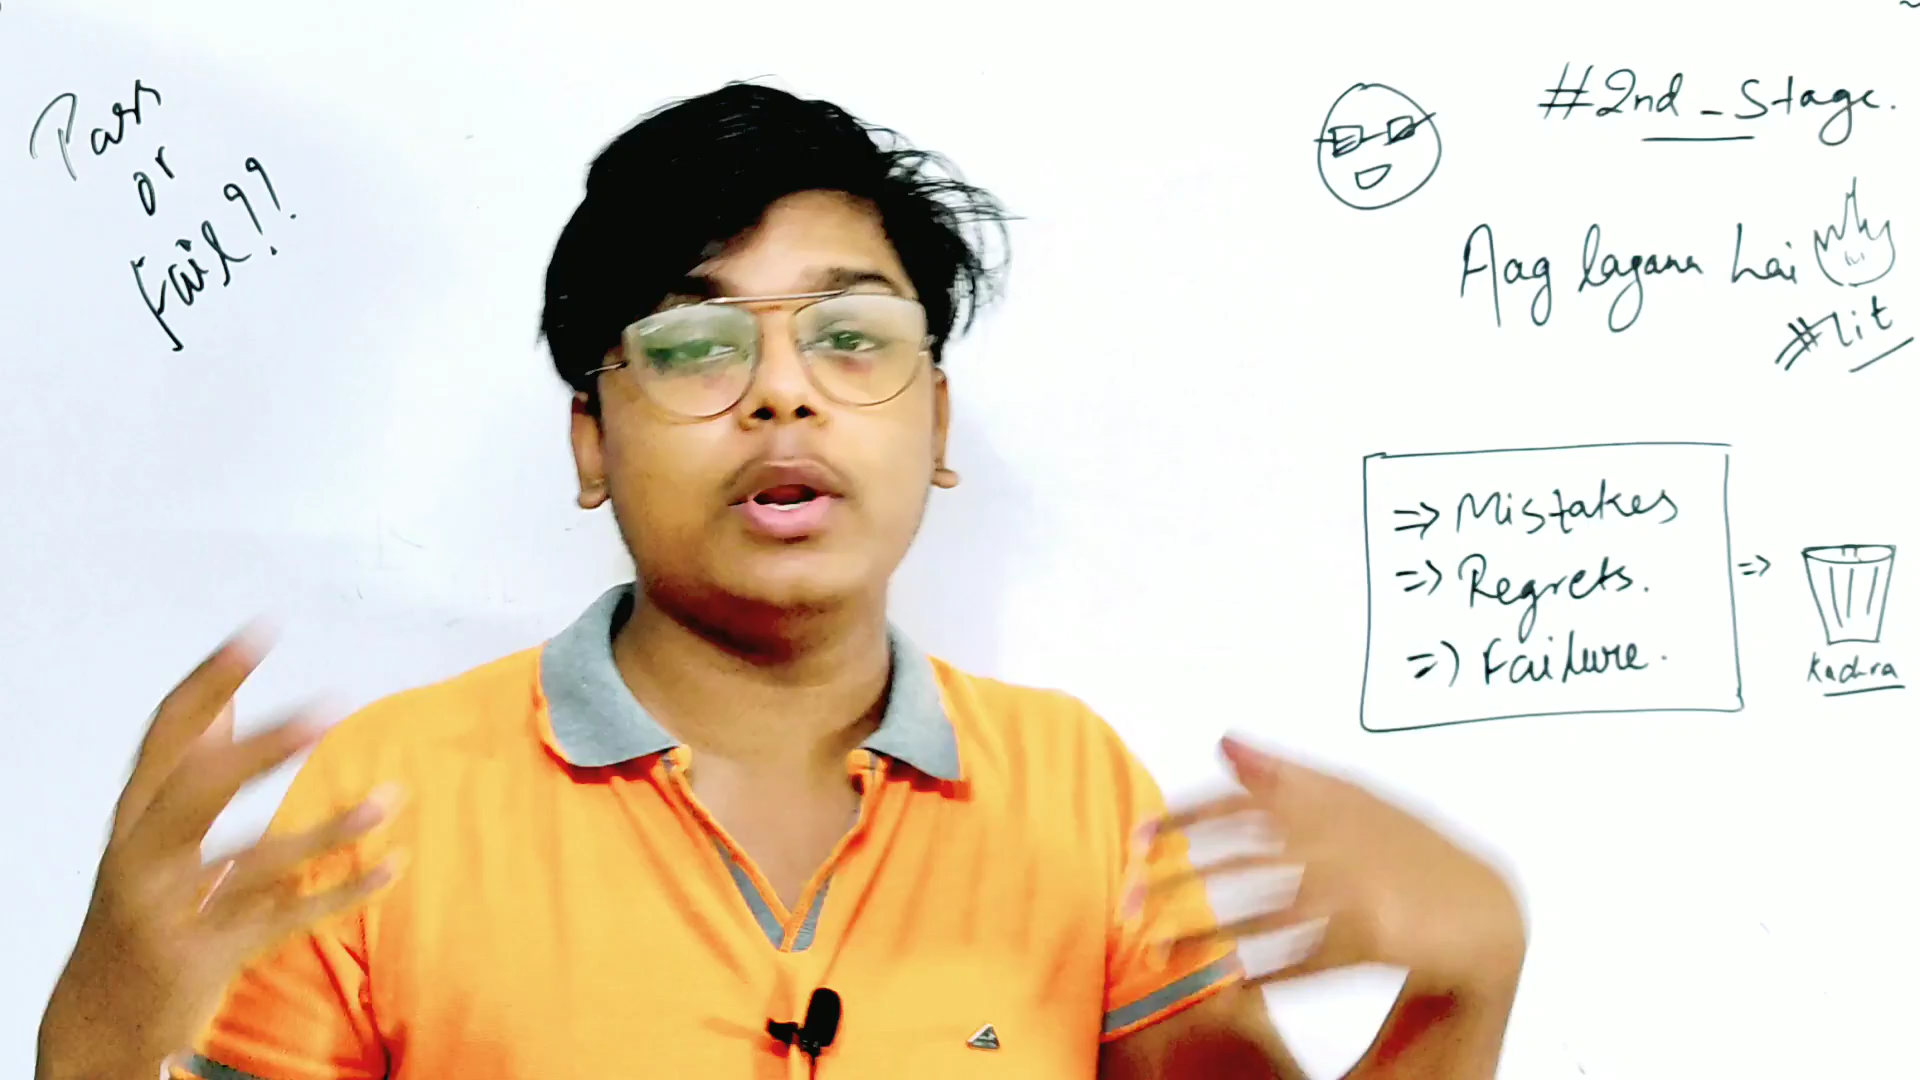 Pass
or
Fail??
#2nd_Stage.
Aag lagana hai
#lit
=> Mistakes
=> Regrets.
=> Failure.
=>
Kachra